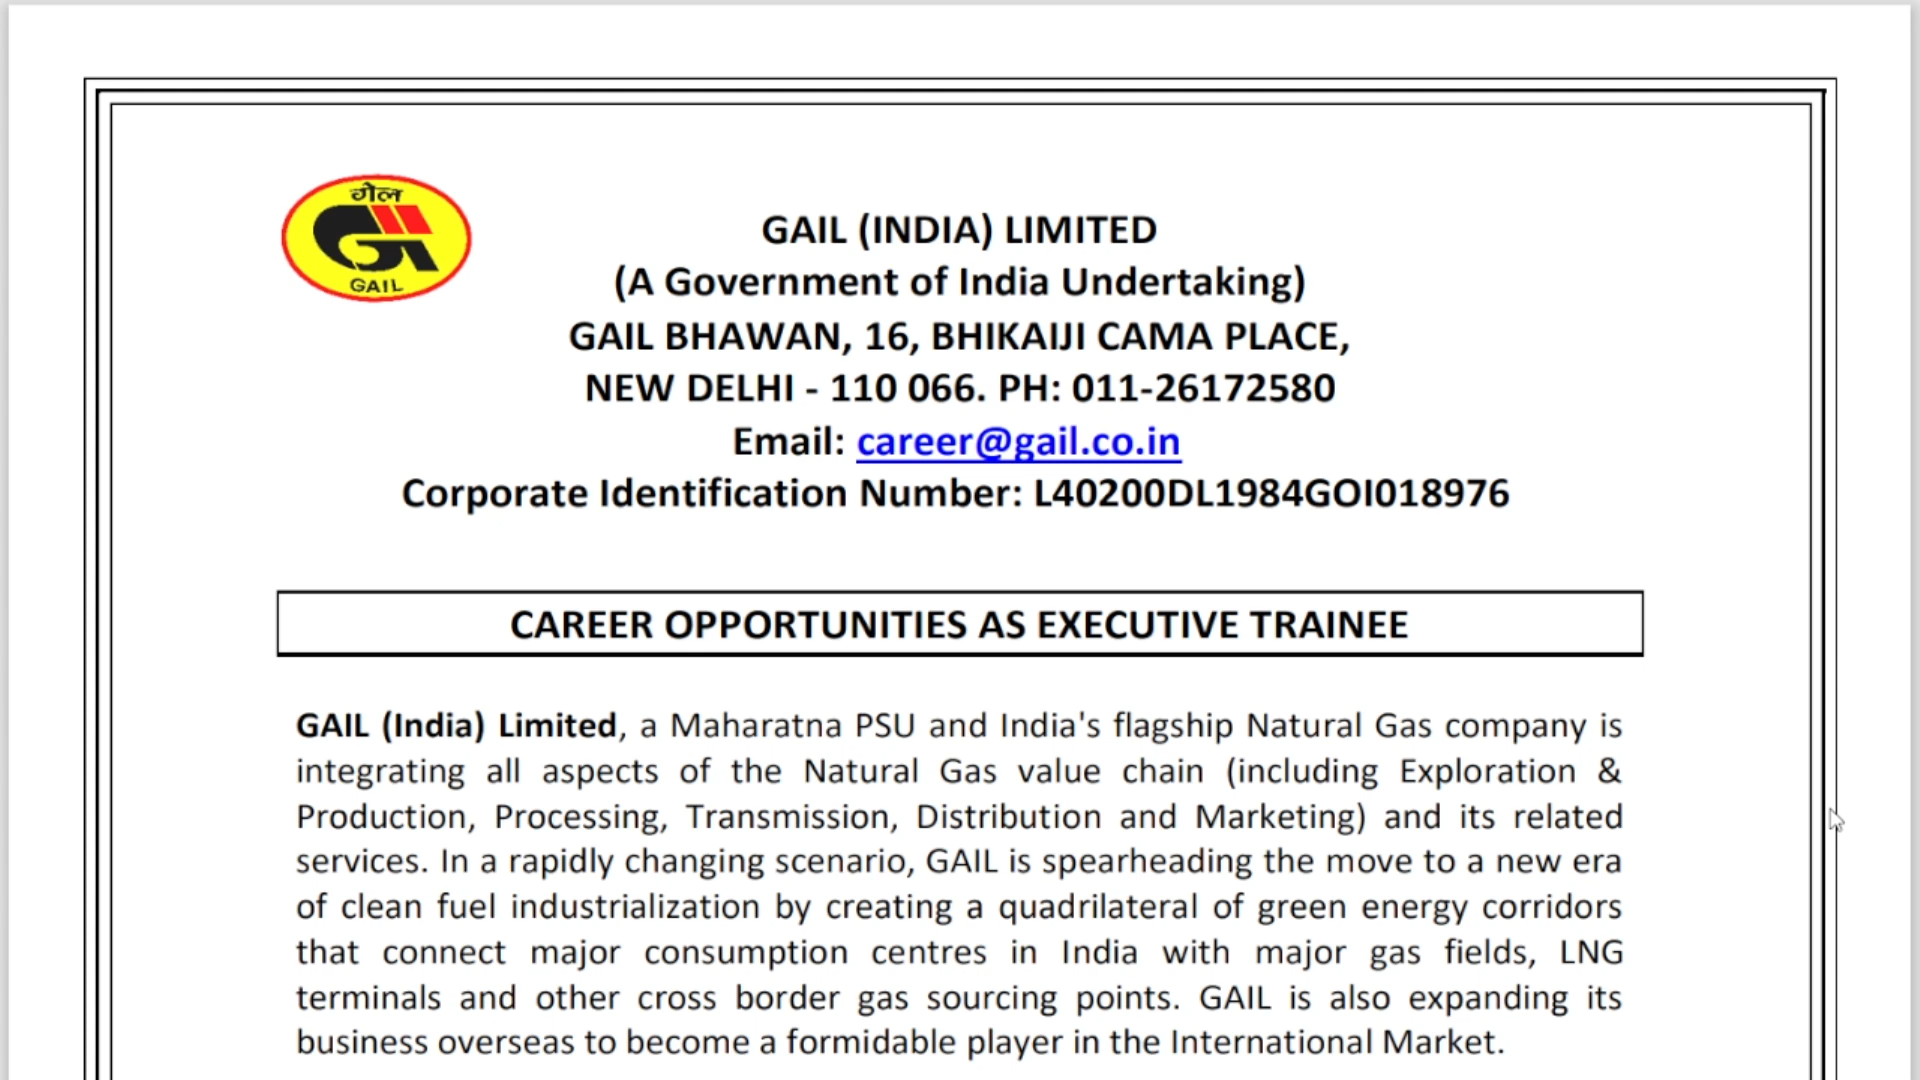 गेल
GAIL
GAIL (INDIA) LIMITED
(A Government of India Undertaking)
GAIL BHAWAN, 16, BHIKAIJI CAMA PLACE,
NEW DELHI - 110 066. PH: 011-26172580
Email: career@gail.co.in
Corporate Identification Number: L40200DL1984GOI018976
CAREER OPPORTUNITIES AS EXECUTIVE TRAINEE
GAIL (India) Limited, a Maharatna PSU and India's flagship Natural Gas company is
integrating all aspects of the Natural Gas value chain (including Exploration &
Production, Processing, Transmission, Distribution and Marketing) and its related
services. In a rapidly changing scenario, GAIL is spearheading the move to a new era
of clean fuel industrialization by creating a quadrilateral of green energy corridors
that connect major consumption centres in India with major gas fields, LNG
terminals and other cross border gas sourcing points. GAIL is also expanding its
business overseas to become a formidable player in the International Market.